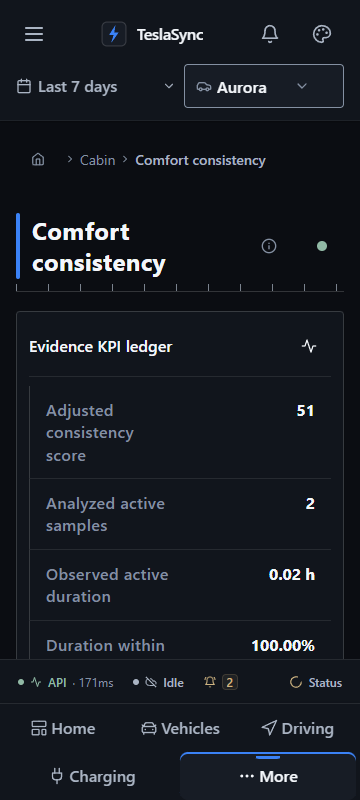 TeslaSync
Last 7 days
Aurora
Cabin
Comfort consistency
Comfort
consistency
Evidence KPI ledger
Adjusted
consistency
score
51
Analyzed active
samples
2
Observed active
duration
0.02 h
Duration within
100.00%
API · 171ms
Idle
2
Status
Home
Vehicles
Driving
Charging
More